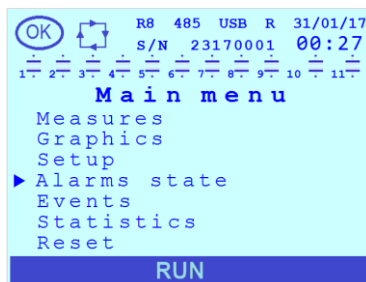 OK R8 485 USB R 31/01/17
S/N 23170001 00:27
1 2 3 4 5 6 7 8 9 10 11
Main menu
Measures
Graphics
Setup
Alarms state
Events
Statistics
Reset
RUN